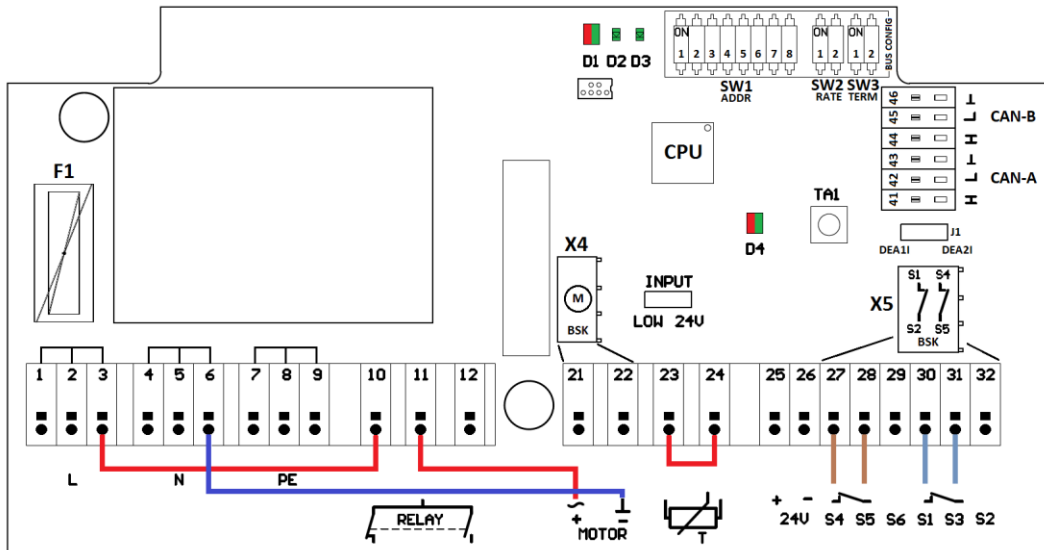 D1 D2 D3
ON
1 2 3 4 5 6 7 8
ON
1 2
ON
1 2
BUS CONFIG
SW1
ADDR
SW2
RATE
SW3
TERM
46 ⊥
45 L
44 H
CAN-B
43 ⊥
42 L
41 H
CAN-A
CPU
F1
TA1
D4
J1
DEA1I DEA2I
X4
M
BSK
INPUT
LOW 24V
X5
S1 S4
S2 S5
BSK
1 2 3 4 5 6 7 8 9 10 11 12 21 22 23 24 25 26 27 28 29 30 31 32
L N PE
RELAY
~
+ -
MOTOR
T
+ -
24V S4 S5 S6 S1 S3 S2